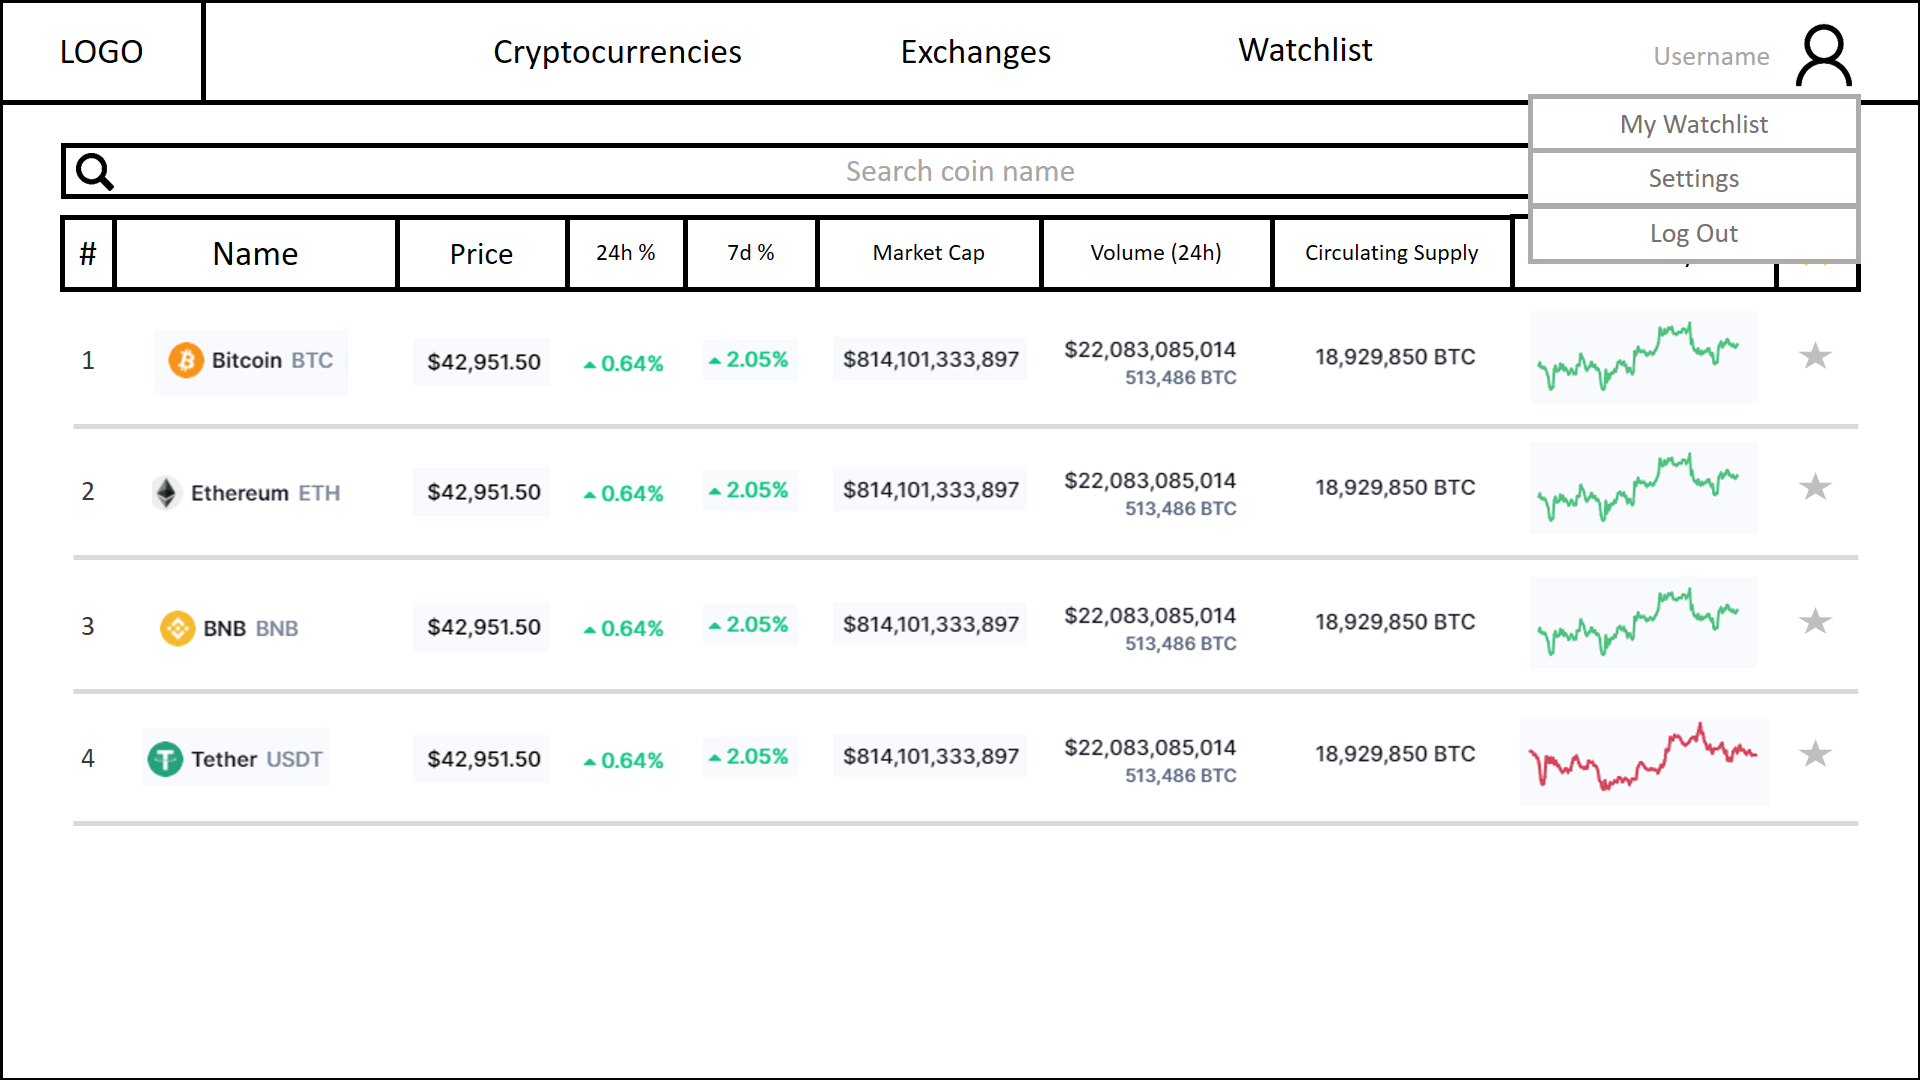 LOGO
Cryptocurrencies
Exchanges
Watchlist
Username
My Watchlist
Settings
Log Out
Search coin name
# Name Price 24h % 7d % Market Cap Volume (24h) Circulating Supply
1 Bitcoin BTC $42,951.50 0.64% 2.05% $814,101,333,897 $22,083,085,014 18,929,850 BTC
513,486 BTC
2 Ethereum ETH $42,951.50 0.64% 2.05% $814,101,333,897 $22,083,085,014 18,929,850 BTC
513,486 BTC
3 BNB BNB $42,951.50 0.64% 2.05% $814,101,333,897 $22,083,085,014 18,929,850 BTC
513,486 BTC
4 Tether USDT $42,951.50 0.64% 2.05% $814,101,333,897 $22,083,085,014 18,929,850 BTC
513,486 BTC